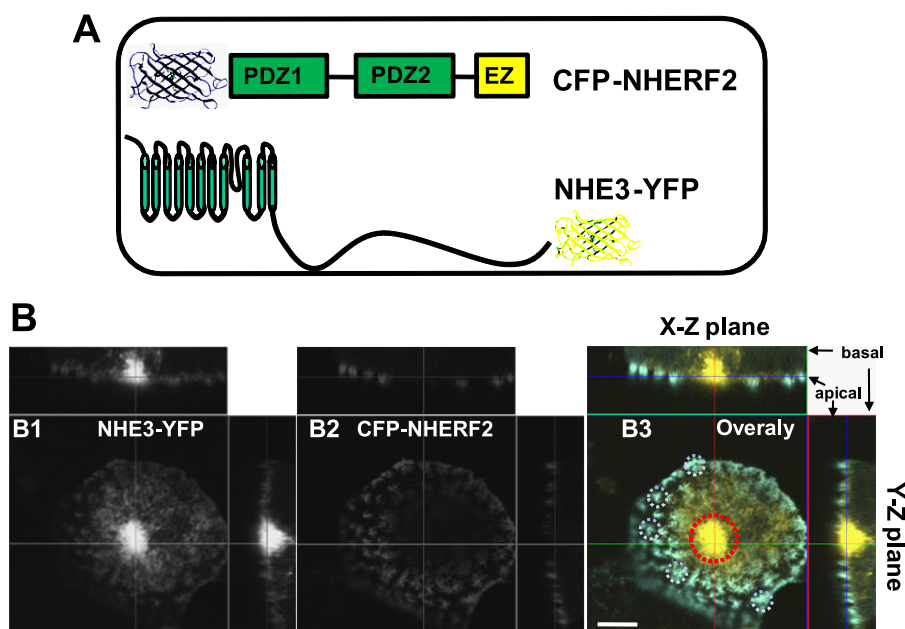 A
PDZ1
PDZ2
EZ
CFP-NHERF2
NHE3-YFP
B
X-Z plane
basal
apical
B1
NHE3-YFP
B2
CFP-NHERF2
B3
Overaly
Y-Z plane